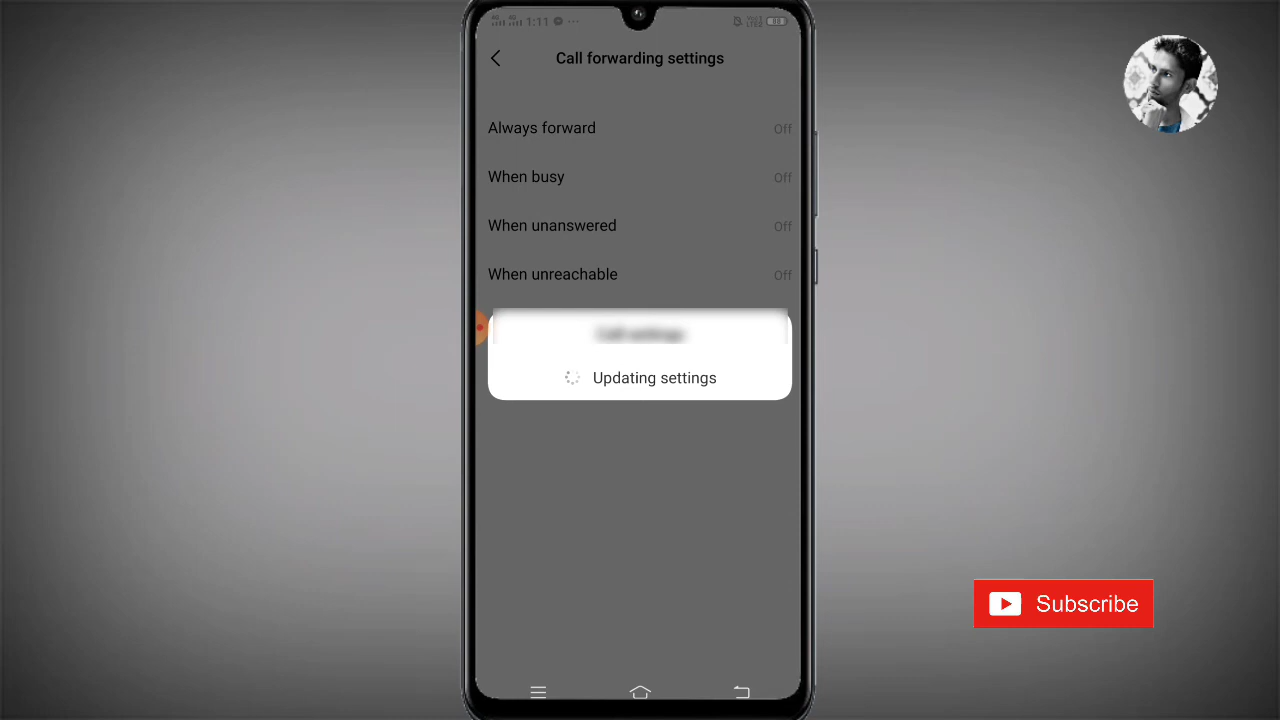 1:11
Call forwarding settings
Always forward Off
When busy Off
When unanswered Off
When unreachable Off
Updating settings
Subscribe